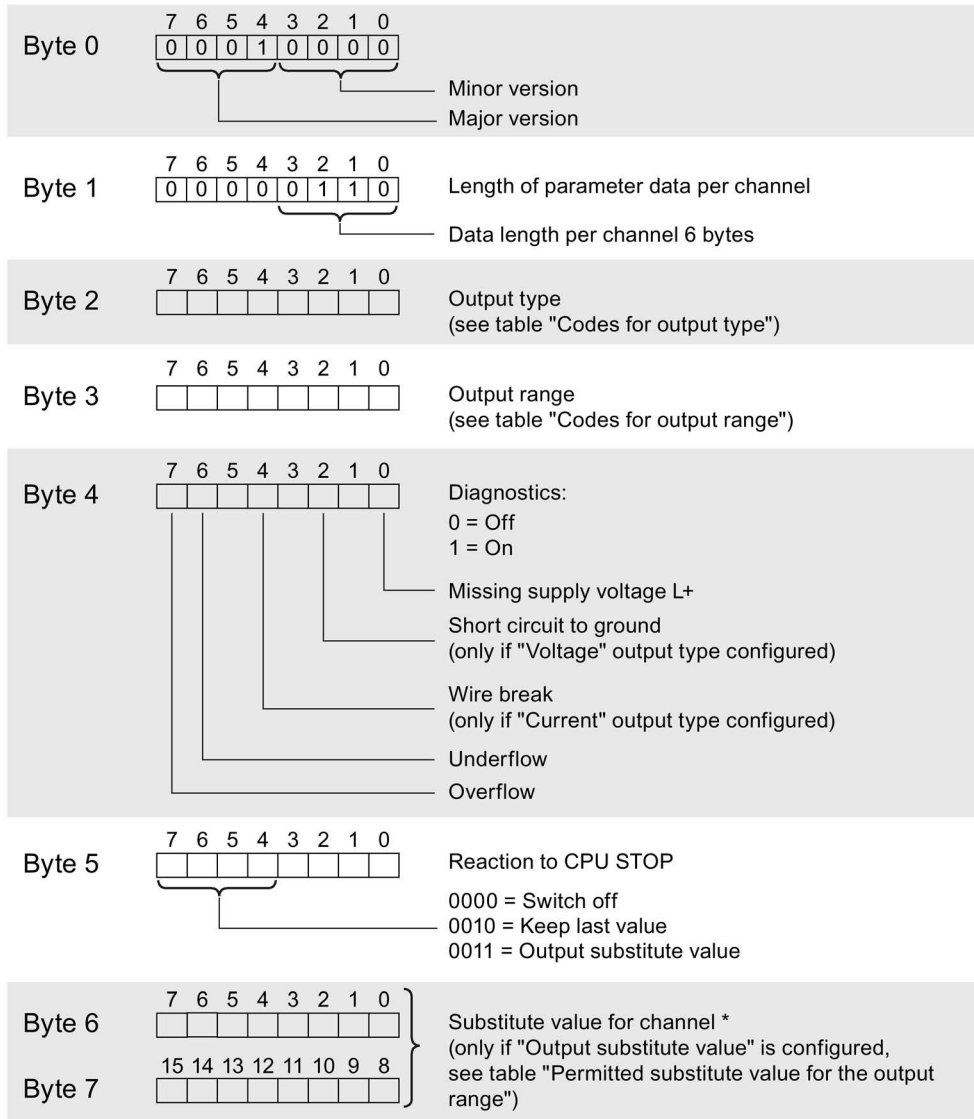 7 6 5 4 3 2 1 0
Byte 0 0 0 0 1 0 0 0 0
Minor version
Major version
7 6 5 4 3 2 1 0
Byte 1 0 0 0 0 0 1 1 0 Length of parameter data per channel
Data length per channel 6 bytes
7 6 5 4 3 2 1 0
Byte 2 Output type
(see table "Codes for output type")
7 6 5 4 3 2 1 0
Byte 3 Output range
(see table "Codes for output range")
7 6 5 4 3 2 1 0
Byte 4 Diagnostics:
0 = Off
1 = On
Missing supply voltage L+
Short circuit to ground
(only if "Voltage" output type configured)
Wire break
(only if "Current" output type configured)
Underflow
Overflow
7 6 5 4 3 2 1 0
Byte 5 Reaction to CPU STOP
0000 = Switch off
0010 = Keep last value
0011 = Output substitute value
7 6 5 4 3 2 1 0
Byte 6 Substitute value for channel *
(only if "Output substitute value" is configured,
15 14 13 12 11 10 9 8
Byte 7 see table "Permitted substitute value for the output
range")